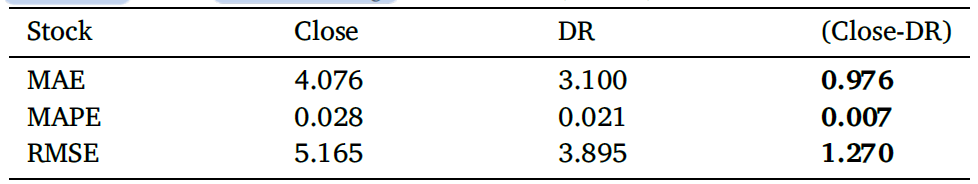 Stock Close DR (Close-DR)
MAE 4.076 3.100 0.976
MAPE 0.028 0.021 0.007
RMSE 5.165 3.895 1.270